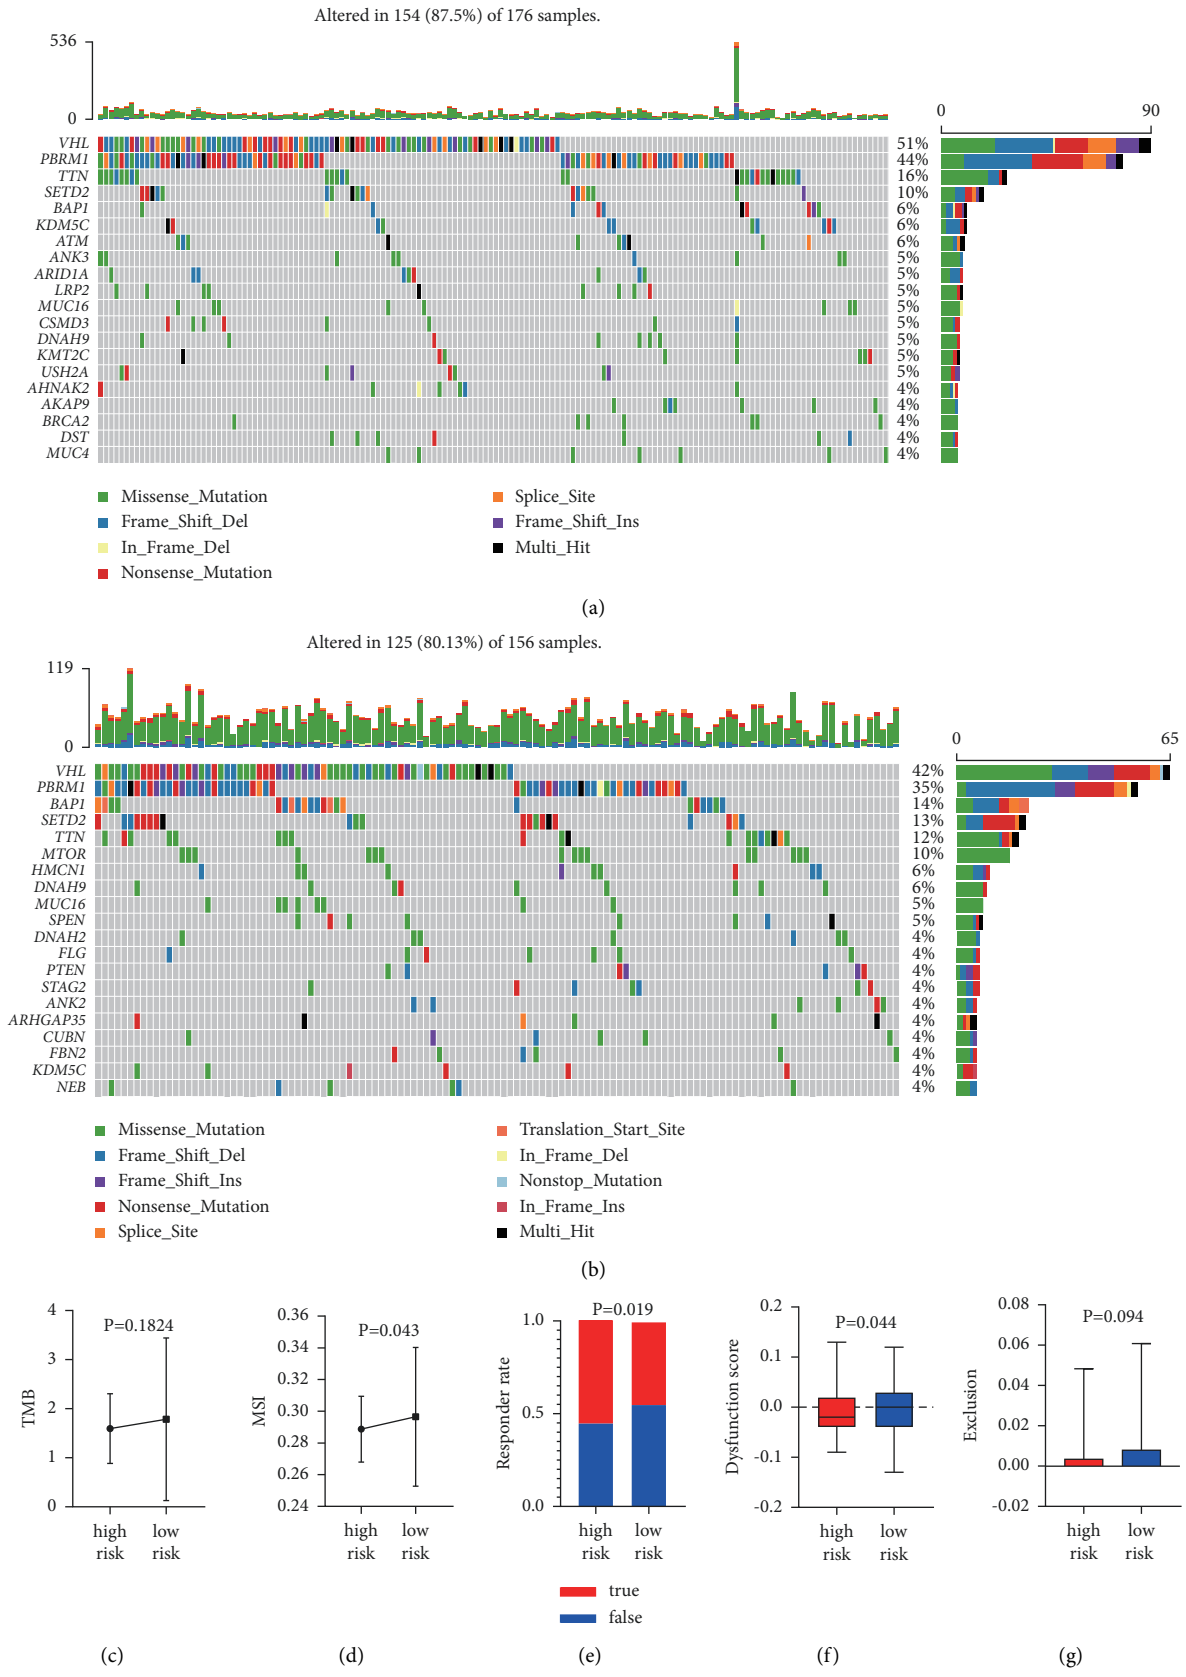 Altered in 154 (87.5%) of 176 samples.
536
0
0 90
VHL 51%
PBRM1 44%
TTN 16%
SETD2 10%
BAP1 6%
KDM5C 6%
ATM 6%
ANK3 5%
ARID1A 5%
LRP2 5%
MUC16 5%
CSMD3 5%
DNAH9 5%
KMT2C 5%
USH2A 5%
AHNAK2 4%
AKAP9 4%
BRCA2 4%
DST 4%
MUC4 4%
Missense_Mutation
Frame_Shift_Del
In_Frame_Del
Nonsense_Mutation
Splice_Site
Frame_Shift_Ins
Multi_Hit
(a)
Altered in 125 (80.13%) of 156 samples.
119
0
0 65
VHL 42%
PBRM1 35%
BAP1 14%
SETD2 13%
TTN 12%
MTOR 10%
HMCN1 6%
DNAH9 6%
MUC16 5%
SPEN 5%
DNAH2 4%
FLG 4%
PTEN 4%
STAG2 4%
ANK2 4%
ARHGAP35 4%
CUBN 4%
FBN2 4%
KDM5C 4%
NEB 4%
Missense_Mutation
Frame_Shift_Del
Frame_Shift_Ins
Nonsense_Mutation
Splice_Site
Translation_Start_Site
In_Frame_Del
Nonstop_Mutation
In_Frame_Ins
Multi_Hit
(b)
TMB
4
3
2
1
0
P=0.1824
high risk
low risk
(c)
MSI
0.36
0.34
0.32
0.30
0.28
0.26
0.24
P=0.043
high risk
low risk
(d)
Responder rate
1.0
0.5
0.0
P=0.019
high risk
low risk
true
false
(e)
Dysfunction score
0.2
0.1
0.0
-0.1
-0.2
P=0.044
high risk
low risk
(f)
Exclusion
0.08
0.06
0.04
0.02
0.00
-0.02
P=0.094
high risk
low risk
(g)